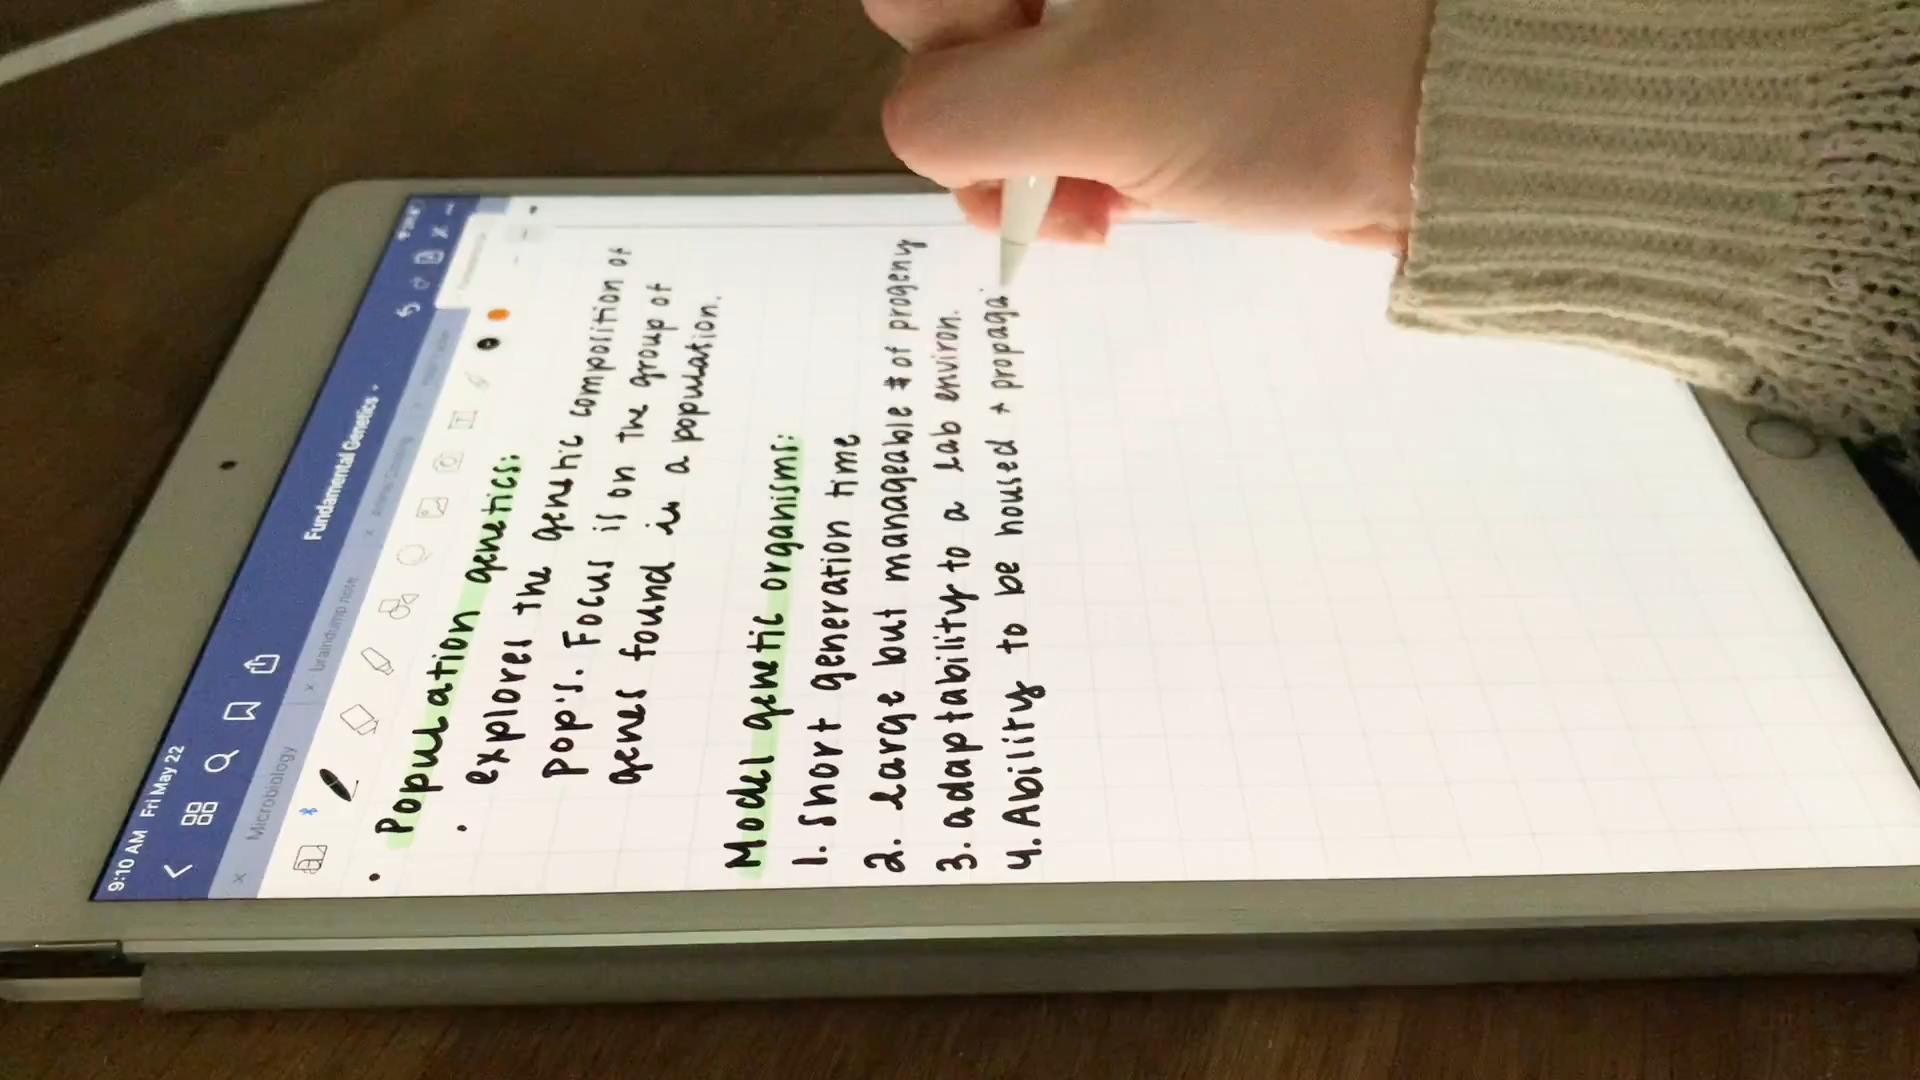 9:10 AM Fri May 22
Fundamental Genetics
Microbiology
braindump note
• Population genetics:
• explores the genetic composition of
pop's. Focus is on the group of
genes found in a population.
Model genetic organisms:
1. Short generation time
2. Large but manageable # of progeny
3. adaptability to a lab environ.
4. Ability to be housed + propaga